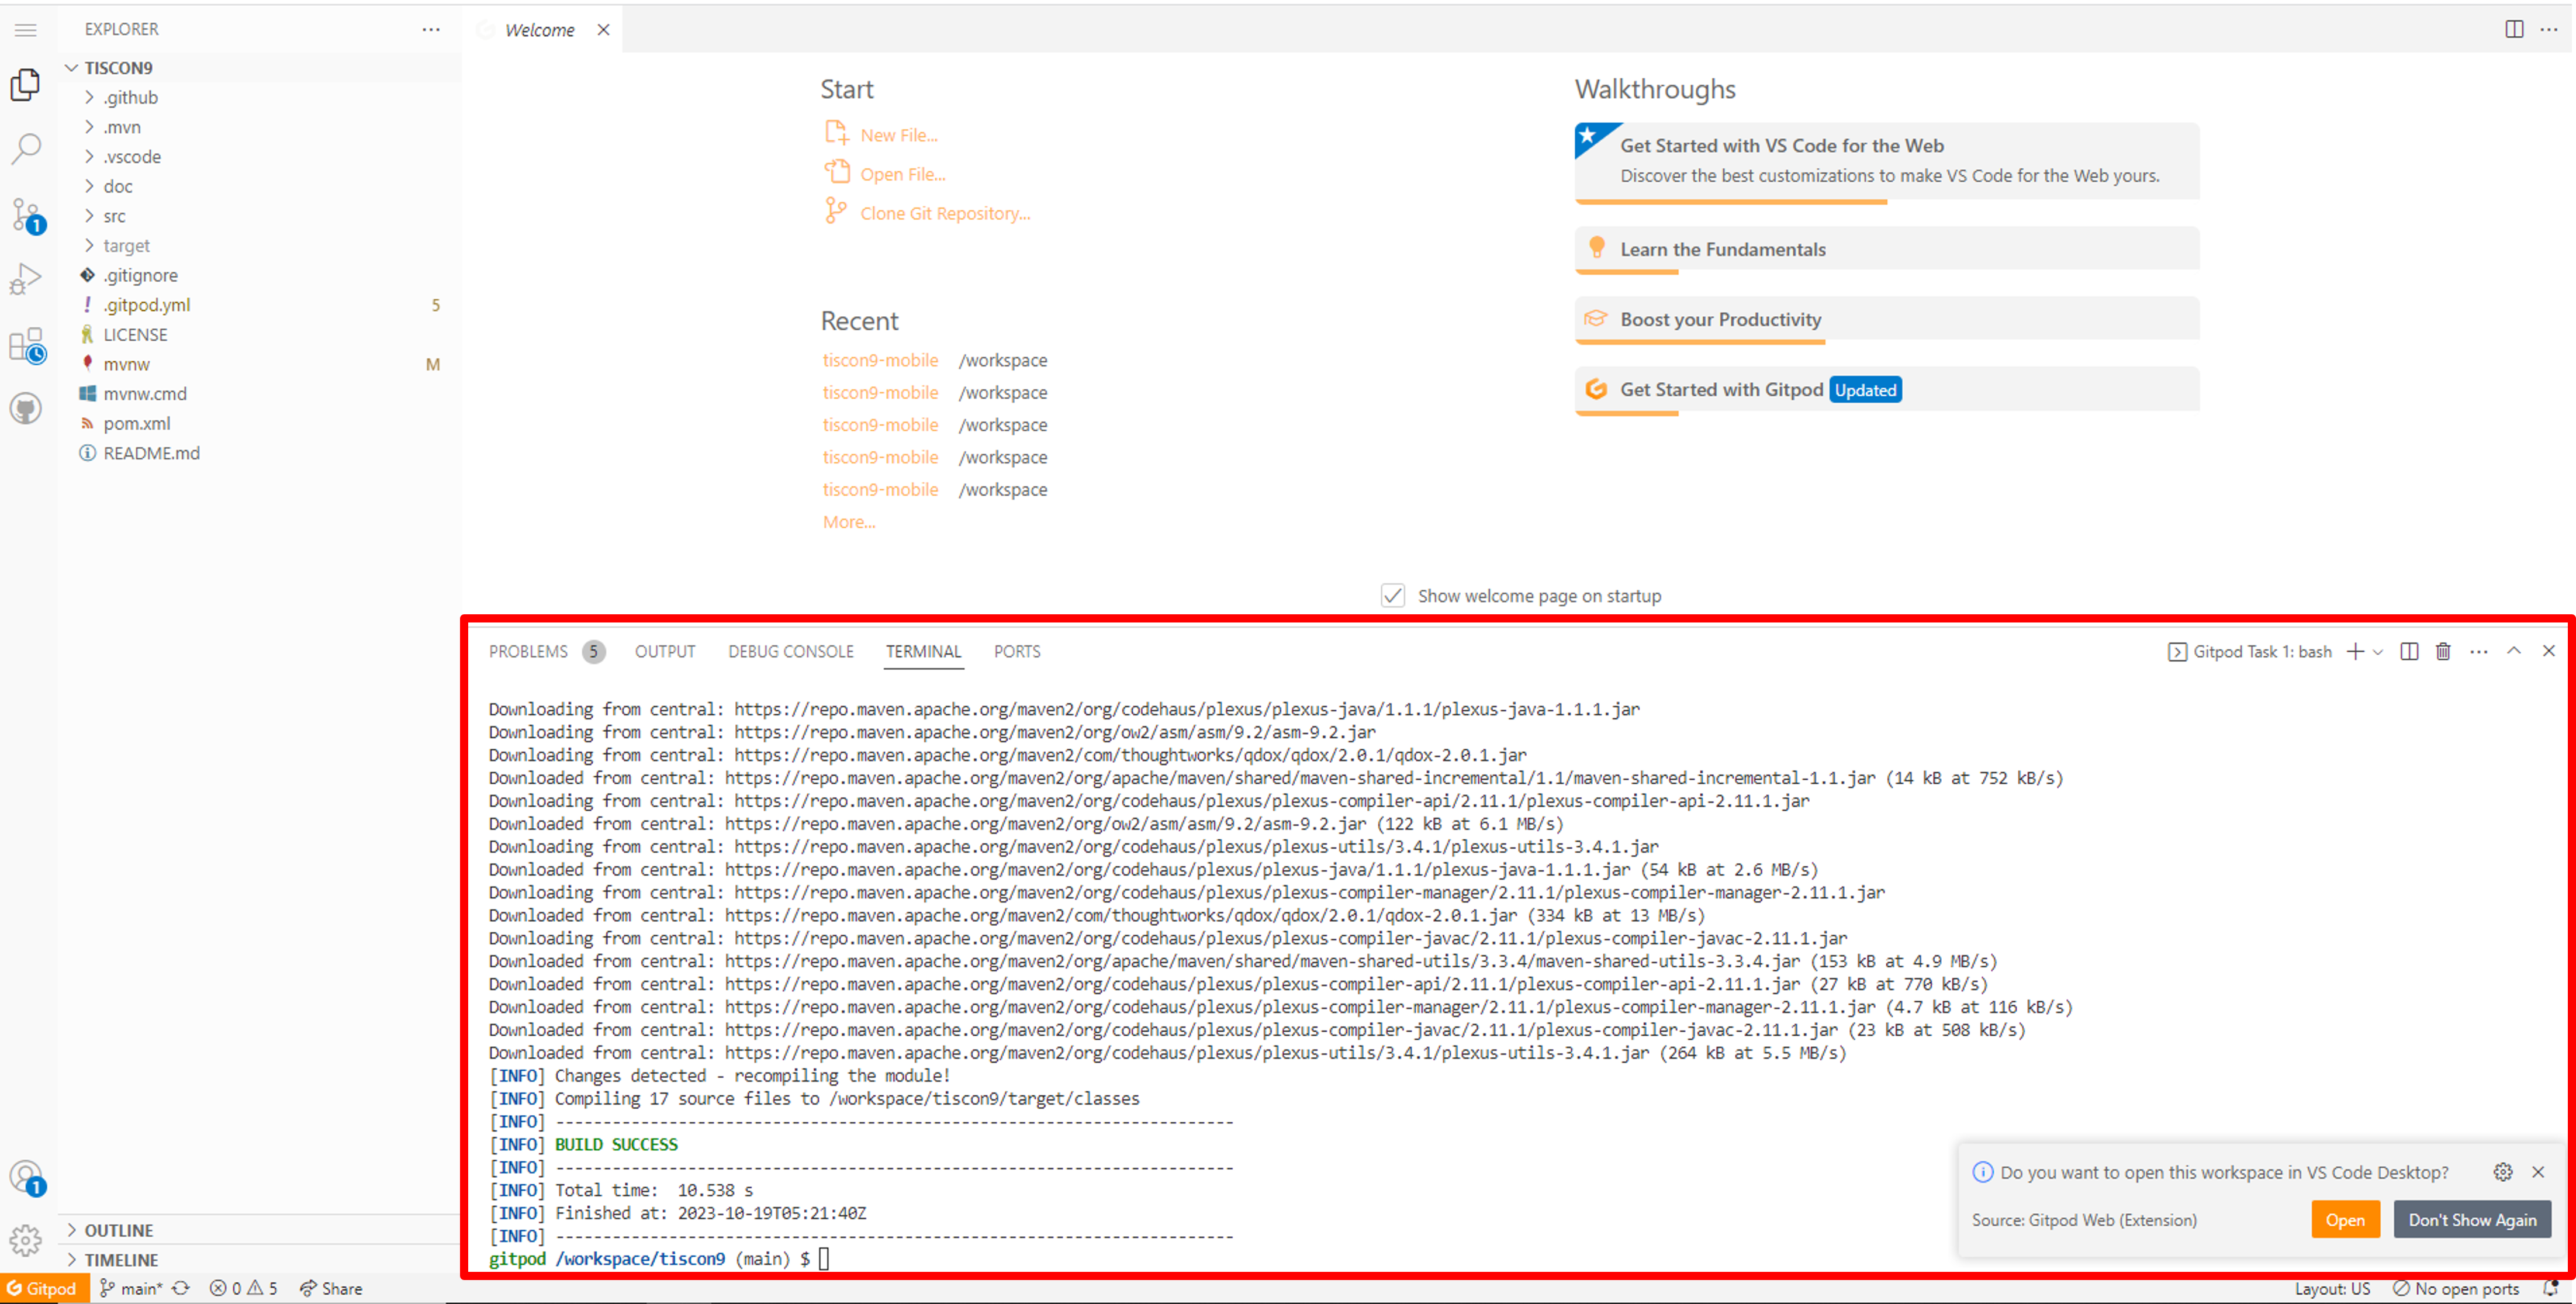 EXPLORER
TISCON9
.github
.mvn
.vscode
doc
src
target
.gitignore
.gitpod.yml 5
LICENSE
mvnw M
mvnw.cmd
pom.xml
README.md
OUTLINE
TIMELINE
1
1
Welcome
Start
New File...
Open File...
Clone Git Repository...
Recent
tiscon9-mobile /workspace
tiscon9-mobile /workspace
tiscon9-mobile /workspace
tiscon9-mobile /workspace
tiscon9-mobile /workspace
More...
Walkthroughs
Get Started with VS Code for the Web
Discover the best customizations to make VS Code for the Web yours.
Learn the Fundamentals
Boost your Productivity
Get Started with Gitpod Updated
Show welcome page on startup
PROBLEMS 5 OUTPUT DEBUG CONSOLE TERMINAL PORTS Gitpod Task 1: bash
Downloading from central: https://repo.maven.apache.org/maven2/org/codehaus/plexus/plexus-java/1.1.1/plexus-java-1.1.1.jar
Downloading from central: https://repo.maven.apache.org/maven2/org/ow2/asm/asm/9.2/asm-9.2.jar
Downloading from central: https://repo.maven.apache.org/maven2/com/thoughtworks/qdox/qdox/2.0.1/qdox-2.0.1.jar
Downloaded from central: https://repo.maven.apache.org/maven2/org/apache/maven/shared/maven-shared-incremental/1.1/maven-shared-incremental-1.1.jar (14 kB at 752 kB/s)
Downloading from central: https://repo.maven.apache.org/maven2/org/codehaus/plexus/plexus-compiler-api/2.11.1/plexus-compiler-api-2.11.1.jar
Downloaded from central: https://repo.maven.apache.org/maven2/org/ow2/asm/asm/9.2/asm-9.2.jar (122 kB at 6.1 MB/s)
Downloading from central: https://repo.maven.apache.org/maven2/org/codehaus/plexus/plexus-utils/3.4.1/plexus-utils-3.4.1.jar
Downloaded from central: https://repo.maven.apache.org/maven2/org/codehaus/plexus/plexus-java/1.1.1/plexus-java-1.1.1.jar (54 kB at 2.6 MB/s)
Downloading from central: https://repo.maven.apache.org/maven2/org/codehaus/plexus/plexus-compiler-manager/2.11.1/plexus-compiler-manager-2.11.1.jar
Downloaded from central: https://repo.maven.apache.org/maven2/com/thoughtworks/qdox/qdox/2.0.1/qdox-2.0.1.jar (334 kB at 13 MB/s)
Downloading from central: https://repo.maven.apache.org/maven2/org/codehaus/plexus/plexus-compiler-javac/2.11.1/plexus-compiler-javac-2.11.1.jar
Downloaded from central: https://repo.maven.apache.org/maven2/org/apache/maven/shared/maven-shared-utils/3.3.4/maven-shared-utils-3.3.4.jar (153 kB at 4.9 MB/s)
Downloaded from central: https://repo.maven.apache.org/maven2/org/codehaus/plexus/plexus-compiler-api/2.11.1/plexus-compiler-api-2.11.1.jar (27 kB at 770 kB/s)
Downloaded from central: https://repo.maven.apache.org/maven2/org/codehaus/plexus/plexus-compiler-manager/2.11.1/plexus-compiler-manager-2.11.1.jar (4.7 kB at 116 kB/s)
Downloaded from central: https://repo.maven.apache.org/maven2/org/codehaus/plexus/plexus-compiler-javac/2.11.1/plexus-compiler-javac-2.11.1.jar (23 kB at 508 kB/s)
Downloaded from central: https://repo.maven.apache.org/maven2/org/codehaus/plexus/plexus-utils/3.4.1/plexus-utils-3.4.1.jar (264 kB at 5.5 MB/s)
[INFO] Changes detected - recompiling the module!
[INFO] Compiling 17 source files to /workspace/tiscon9/target/classes
[INFO] ------------------------------------------------------------------------
[INFO] BUILD SUCCESS
[INFO] ------------------------------------------------------------------------
[INFO] Total time:  10.538 s
[INFO] Finished at: 2023-10-19T05:21:40Z
[INFO] ------------------------------------------------------------------------
gitpod /workspace/tiscon9 (main) $
Do you want to open this workspace in VS Code Desktop?
Source: Gitpod Web (Extension) Open Don't Show Again
Gitpod main* 0 5 Share Layout: US No open ports